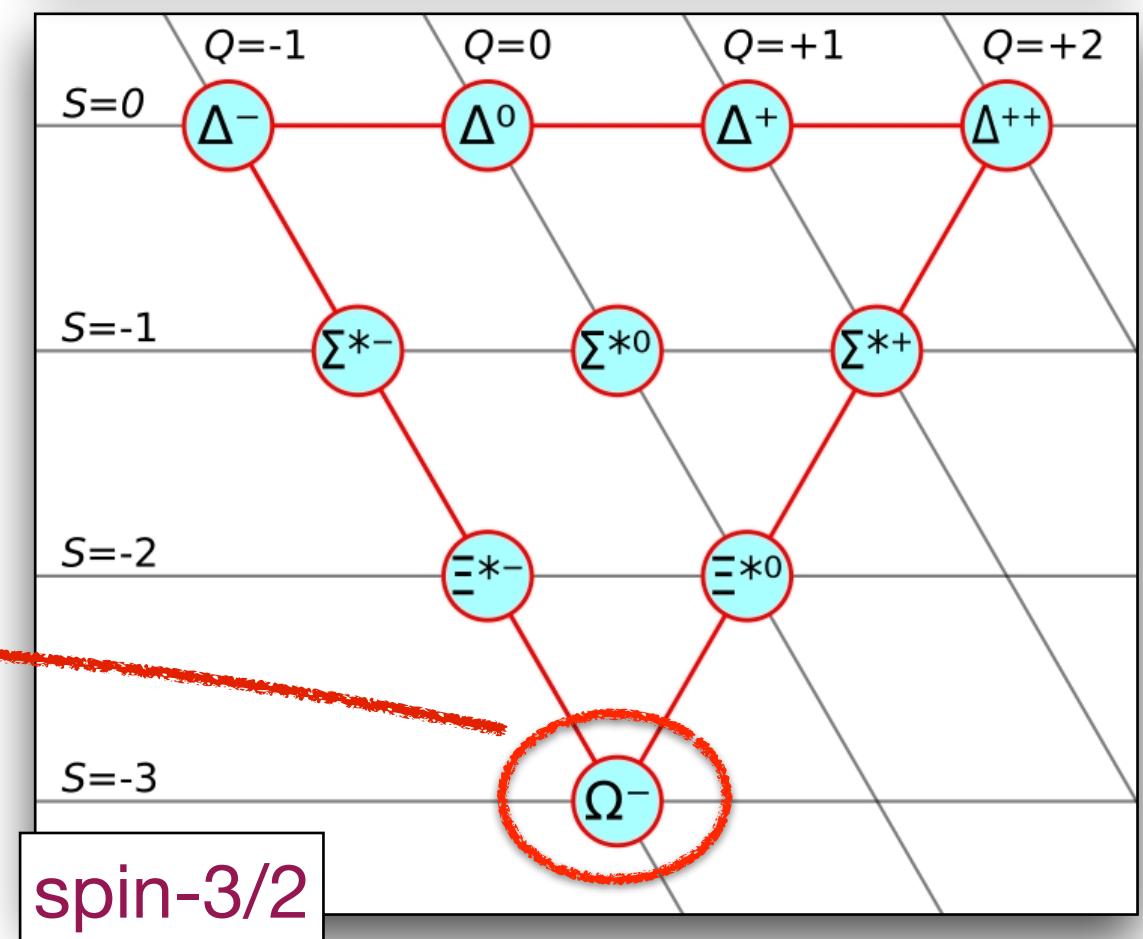 Q=-1 Q=0 Q=+1 Q=+2
S=0 Δ⁻ Δ⁰ Δ⁺ Δ⁺⁺
S=-1 Σ*⁻ Σ*⁰ Σ*⁺
S=-2 Ξ*⁻ Ξ*⁰
S=-3 Ω⁻
spin-3/2